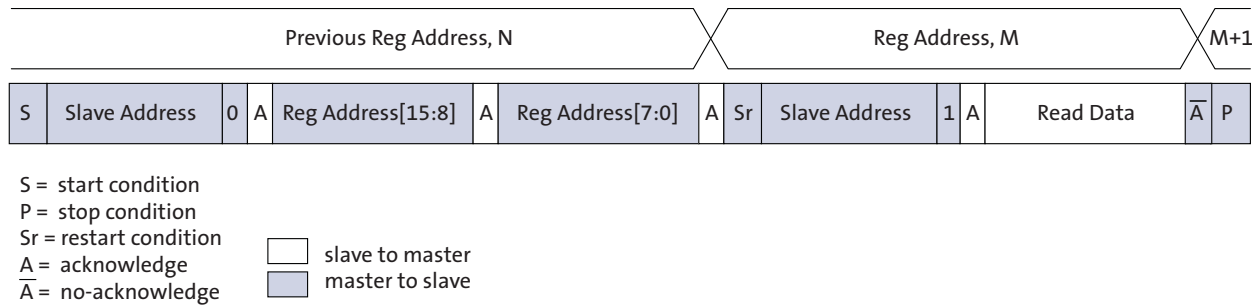 Previous Reg Address, N Reg Address, M M+1
S Slave Address 0 A Reg Address[15:8] A Reg Address[7:0] A Sr Slave Address 1 A Read Data A̅ P
S = start condition
P = stop condition
Sr = restart condition
A = acknowledge
A̅ = no-acknowledge
slave to master
master to slave